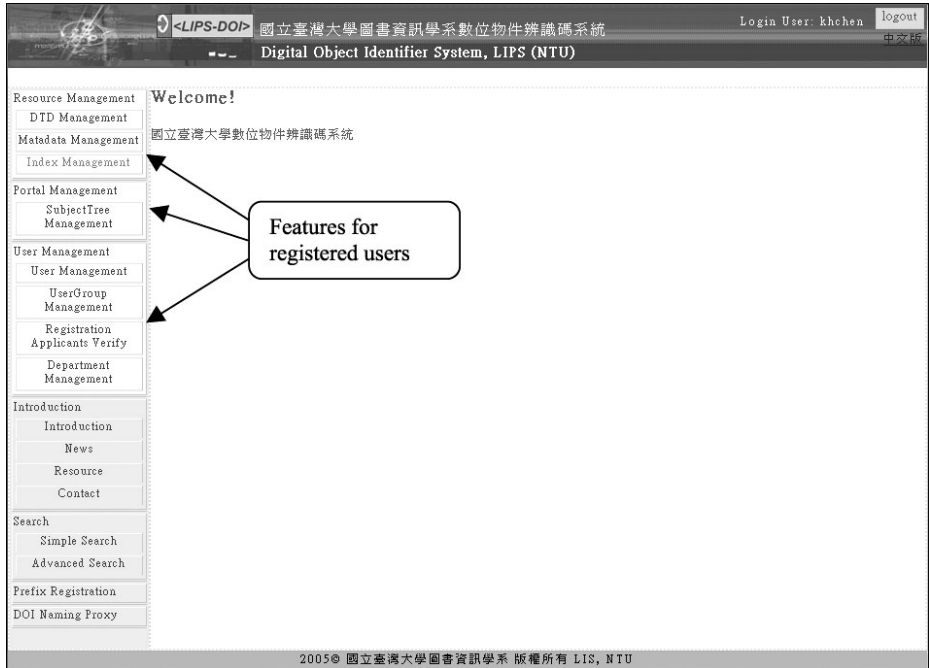 <LIPS-DOI>
國立臺灣大學圖書資訊學系數位物件辨識碼系統
Login User: khchen
logout
中文版
Digital Object Identifier System, LIPS (NTU)
Resource Management
DTD Management
Matadata Management
Index Management
Portal Management
SubjectTree
Management
User Management
User Management
UserGroup
Management
Registration
Applicants Verify
Department
Management
Introduction
Introduction
News
Resource
Contact
Search
Simple Search
Advanced Search
Prefix Registration
DOI Naming Proxy
Welcome!
國立臺灣大學數位物件辨識碼系統
Features for
registered users
2005© 國立臺灣大學圖書資訊學系 版權所有 LIS, NTU